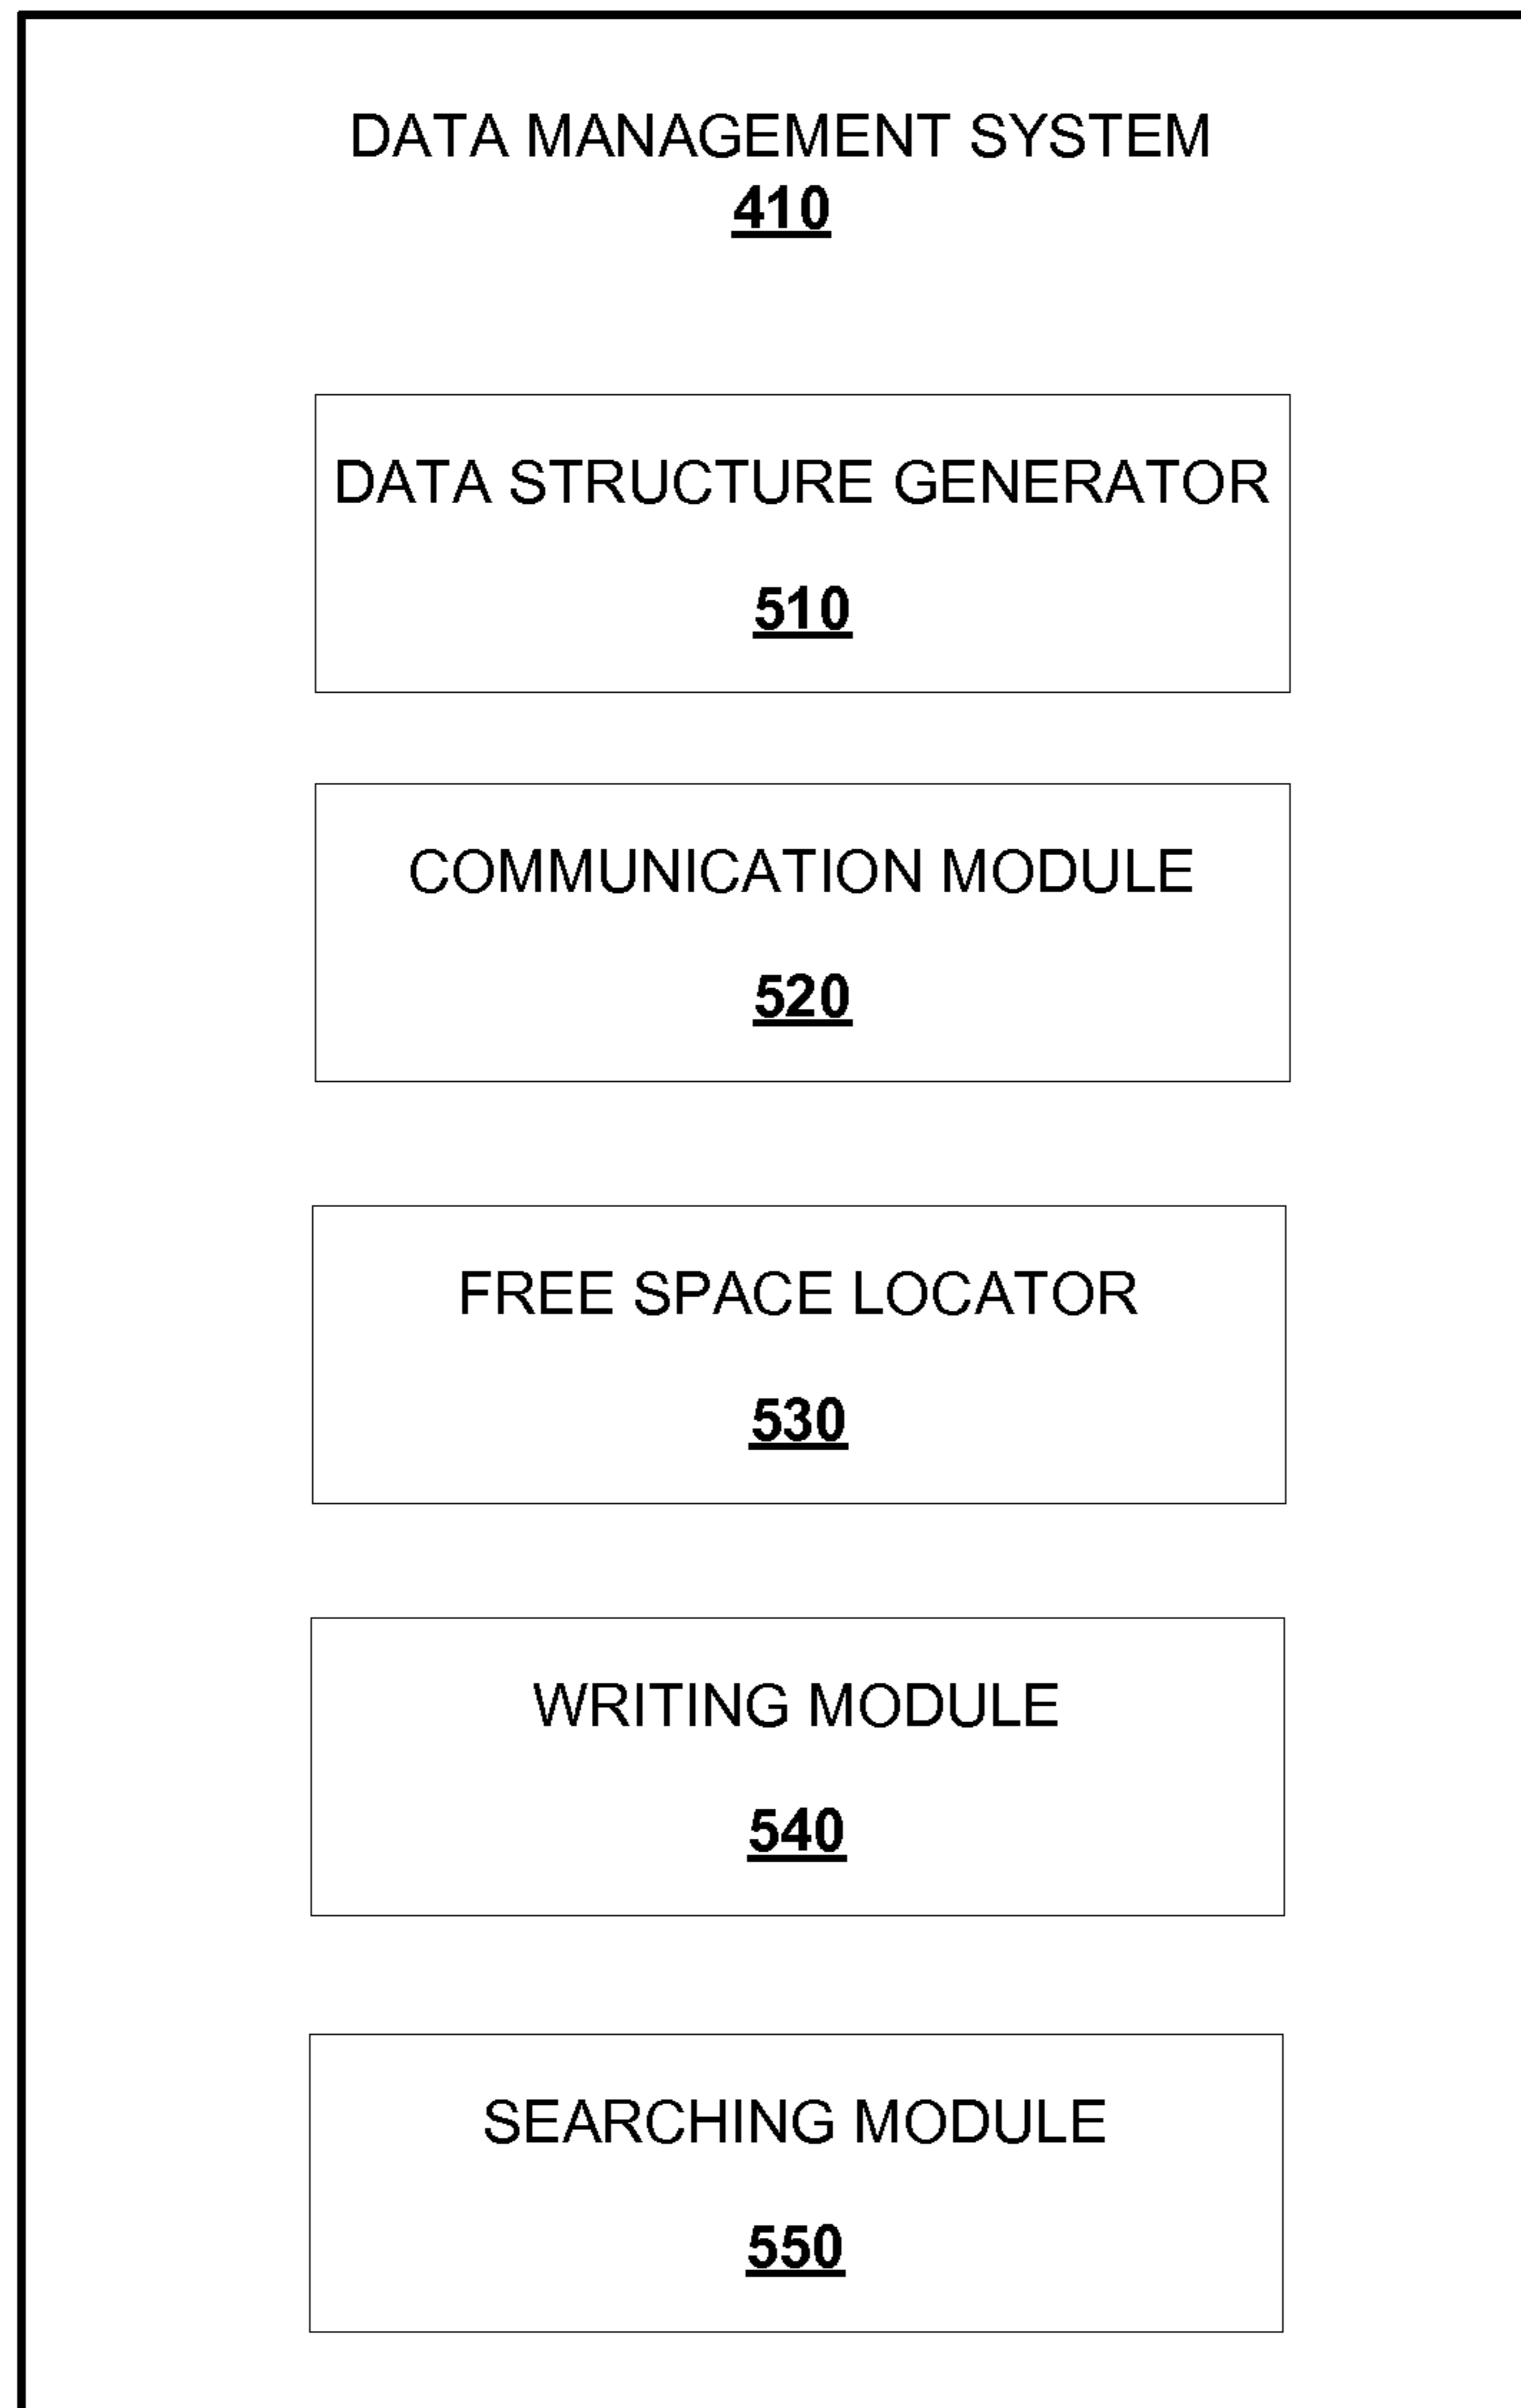 DATA MANAGEMENT SYSTEM
410
DATA STRUCTURE GENERATOR
510
COMMUNICATION MODULE
520
FREE SPACE LOCATOR
530
WRITING MODULE
540
SEARCHING MODULE
550